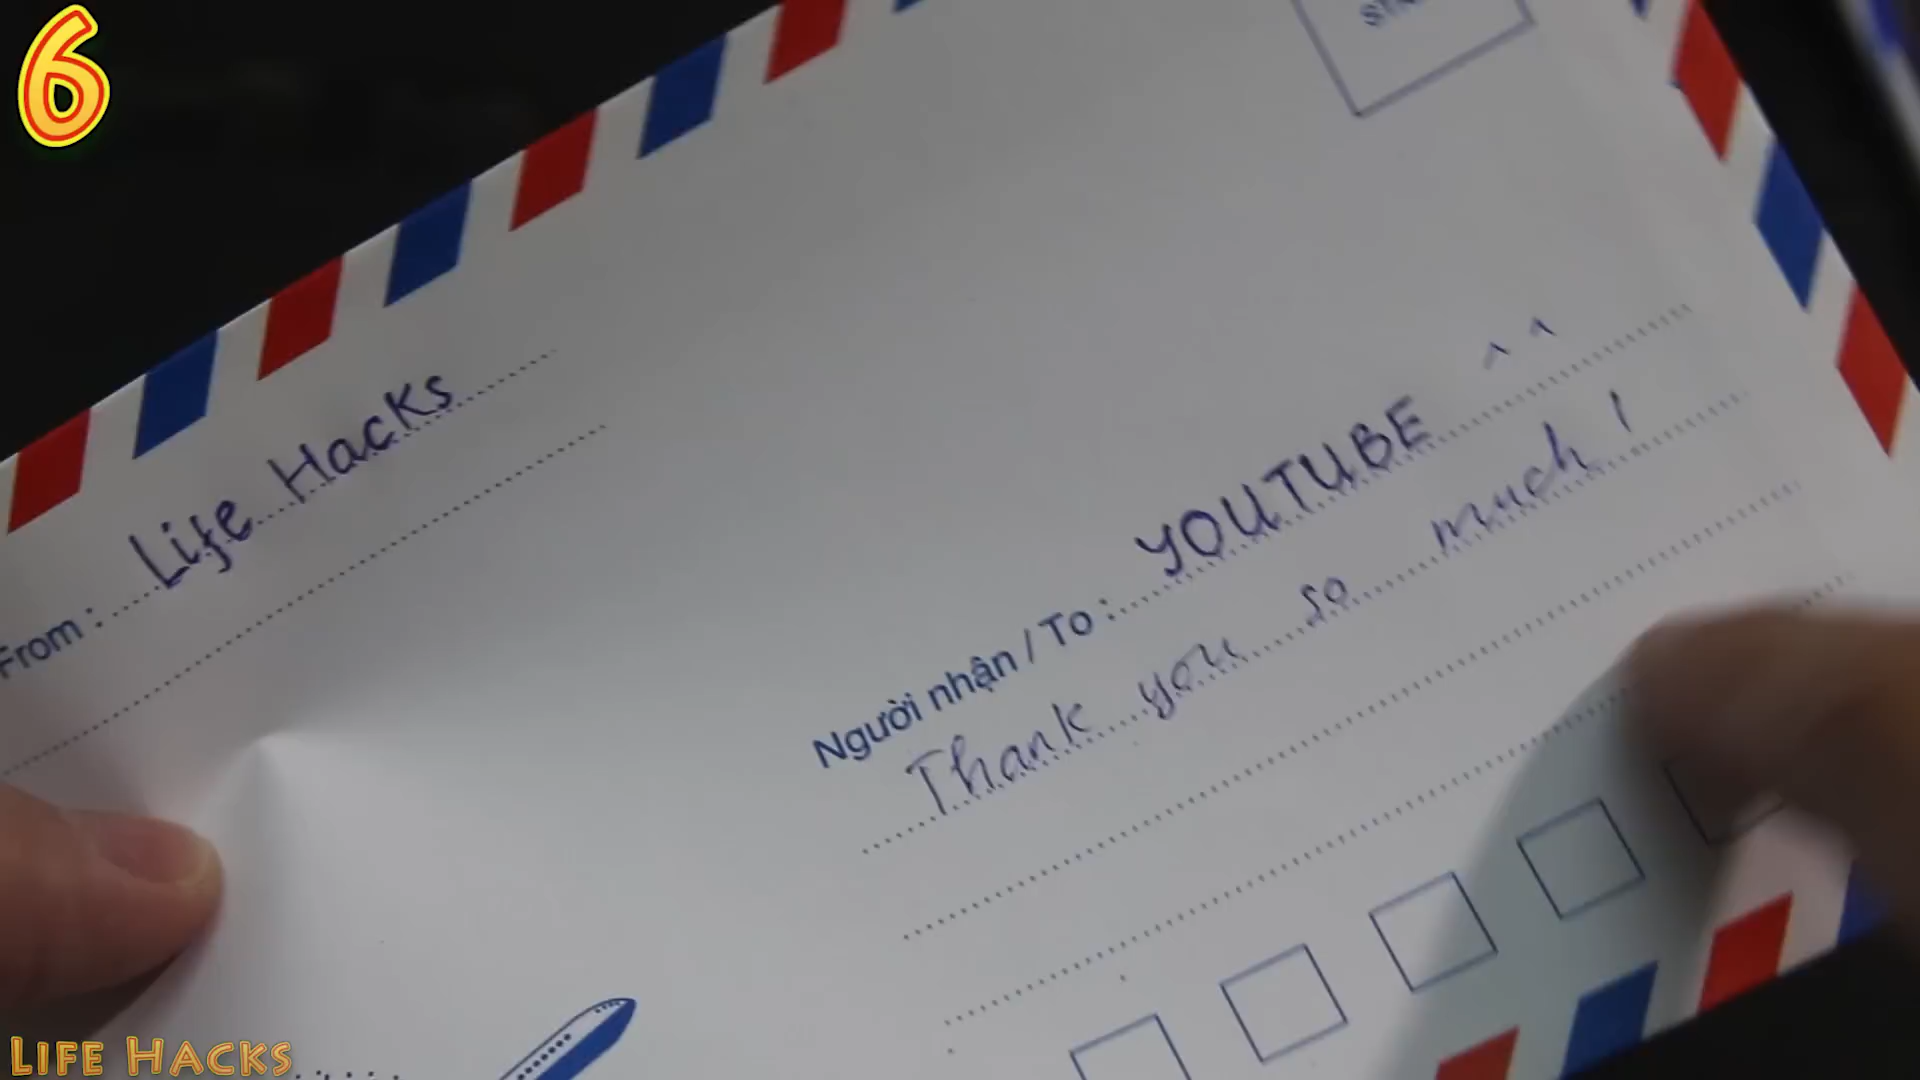 6
From : Life Hacks
Người nhận / To : YOUTUBE ^ ^
Thank you so much !
LIFE HACKS